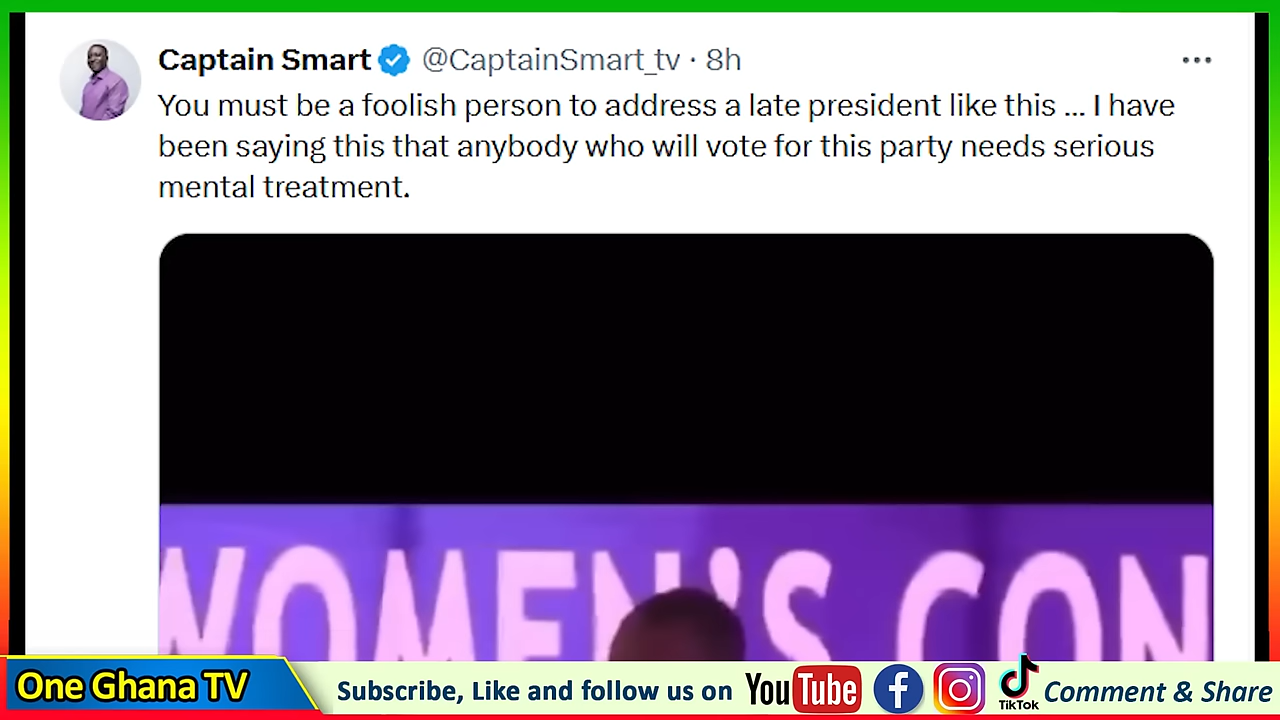 Captain Smart @CaptainSmart_tv · 8h
You must be a foolish person to address a late president like this ... I have
been saying this that anybody who will vote for this party needs serious
mental treatment.
WOMEN'S CON
One Ghana TV
Subscribe, Like and follow us on YouTube TikTok Comment & Share